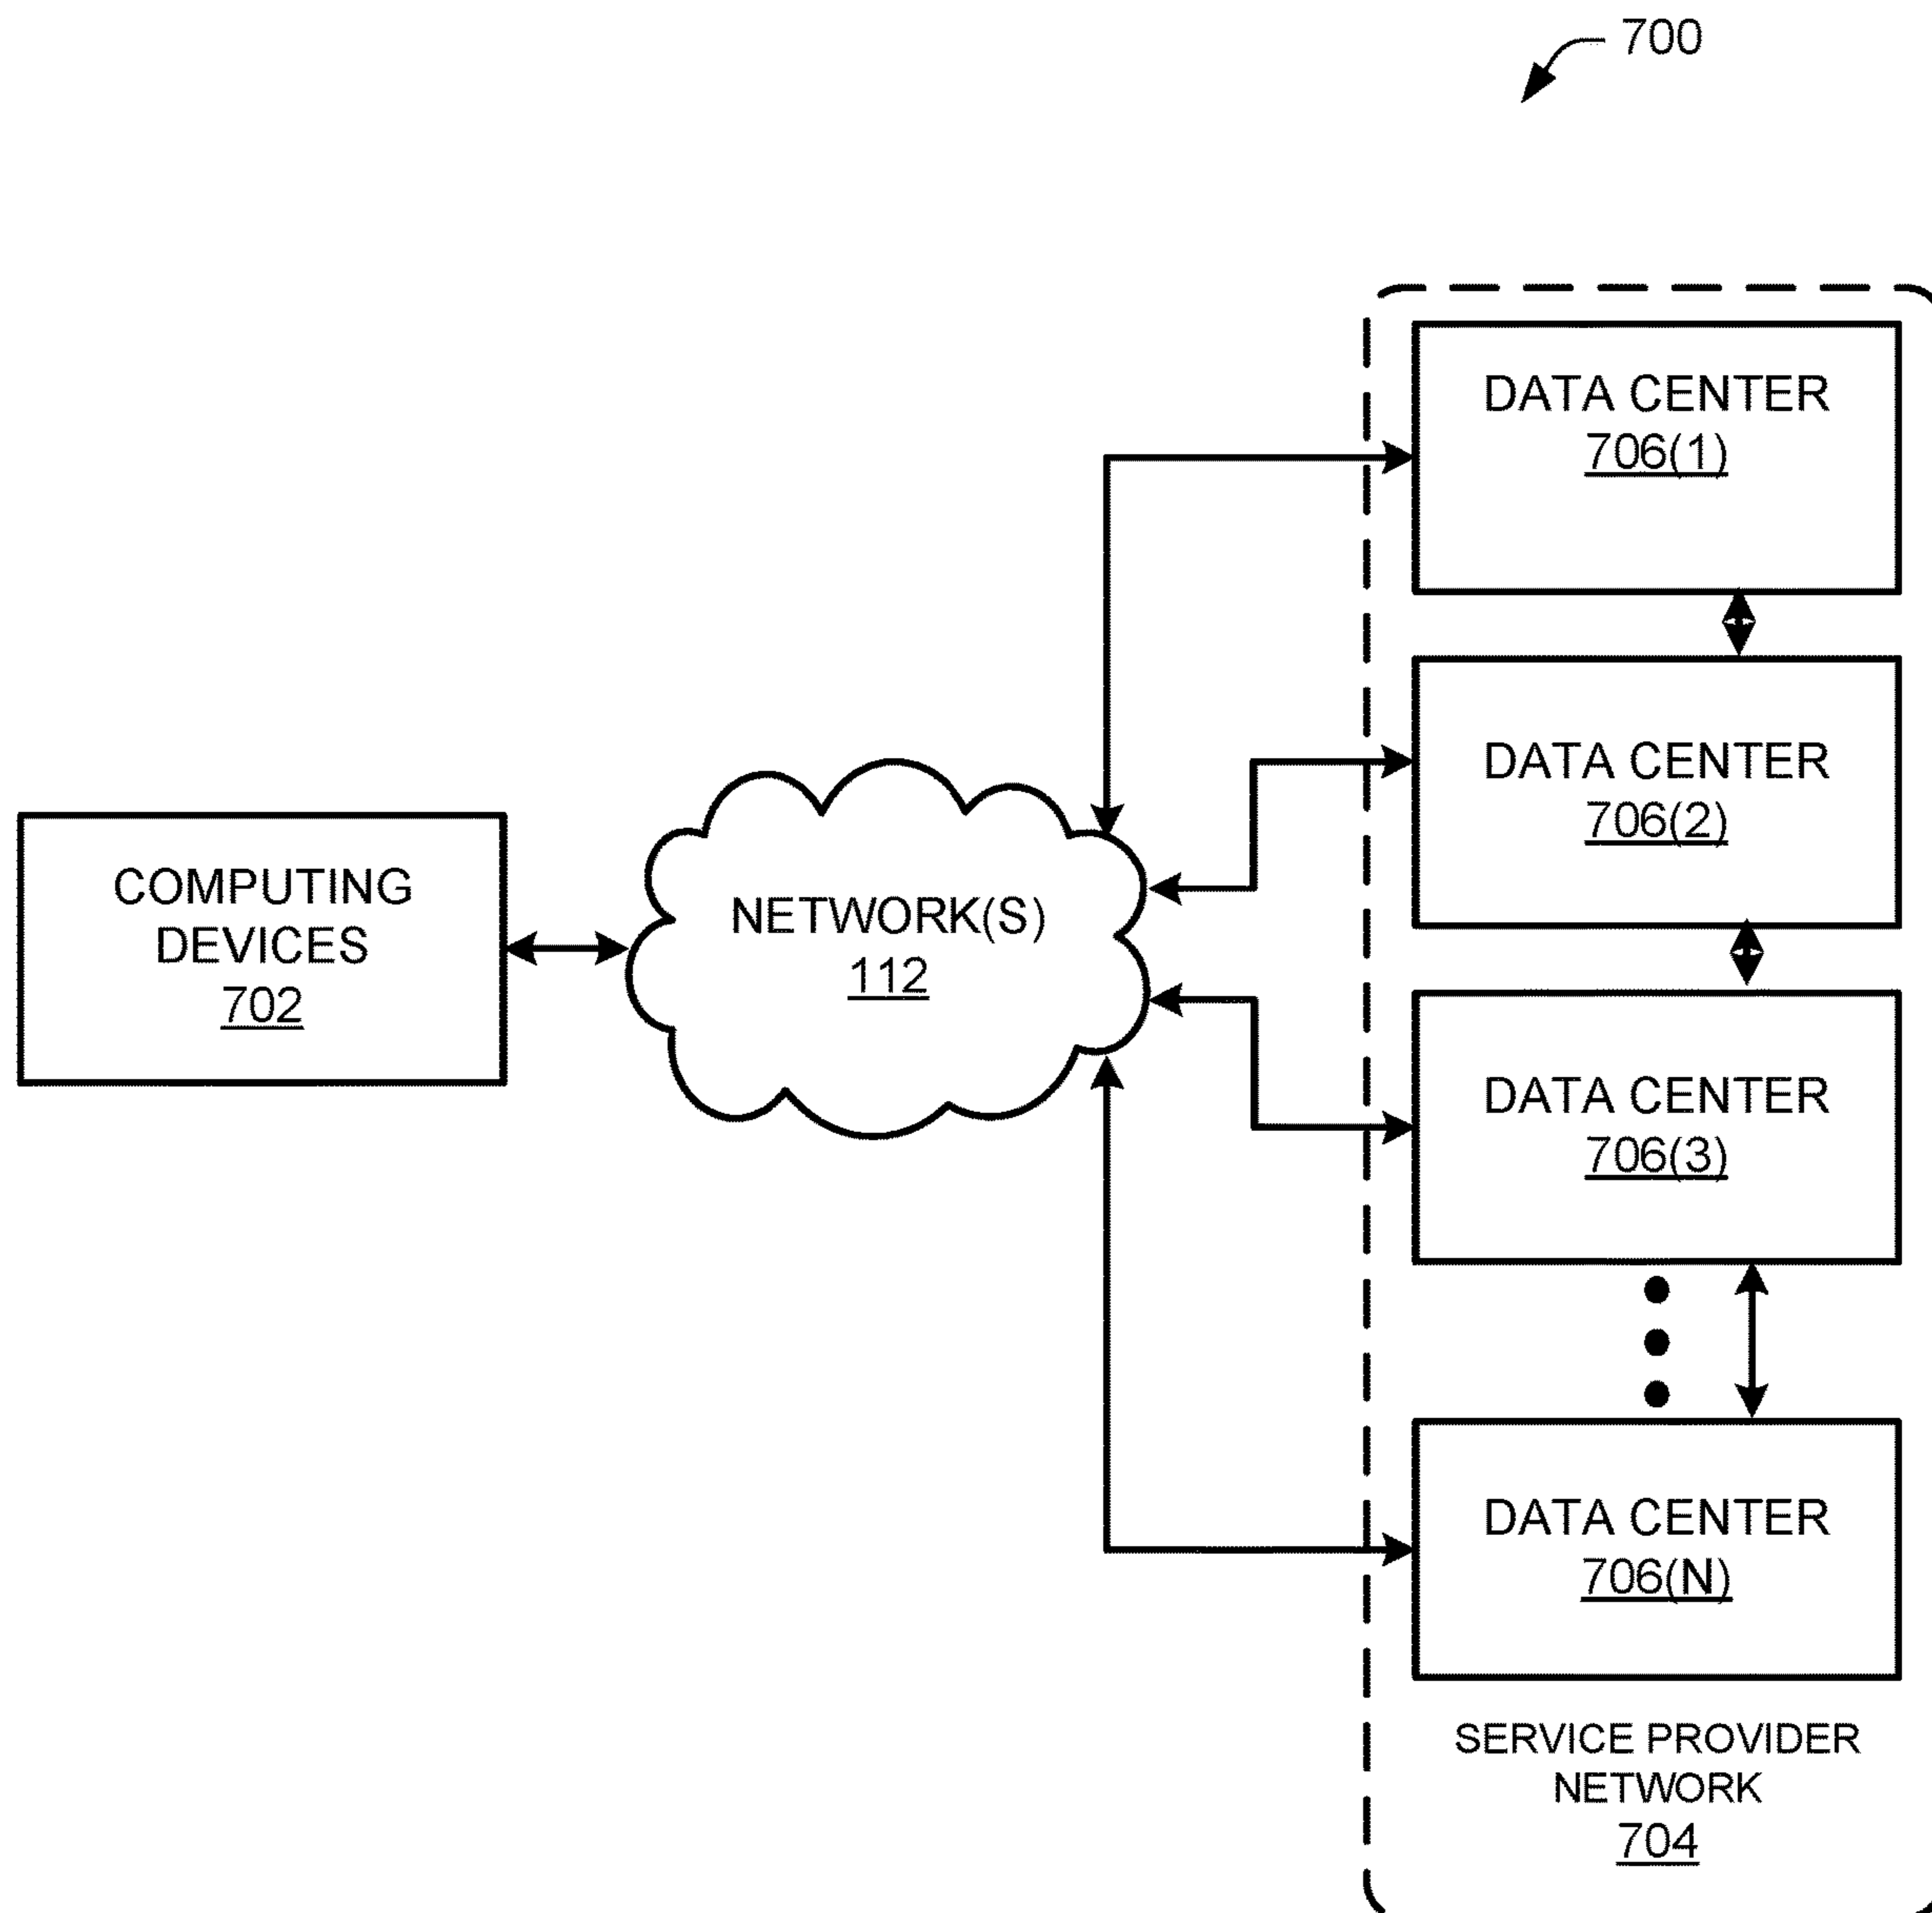 700
DATA CENTER
706(1)
DATA CENTER
706(2)
COMPUTING
DEVICES
702
NETWORK(S)
112
DATA CENTER
706(3)
DATA CENTER
706(N)
SERVICE PROVIDER
NETWORK
704